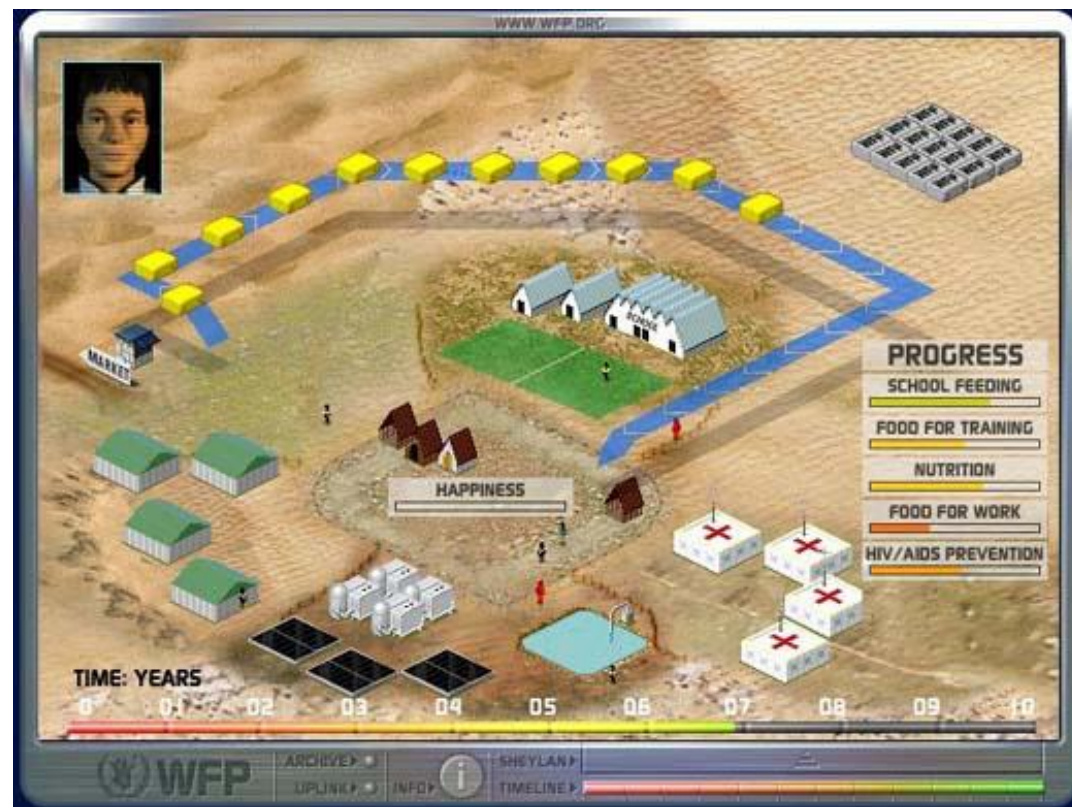 WWW.WFP.ORG
MARKET
SCHOOL
PROGRESS
SCHOOL FEEDING
FOOD FOR TRAINING
NUTRITION
FOOD FOR WORK
HIV/AIDS PREVENTION
HAPPINESS
TIME: YEARS
0 01 02 03 04 05 06 07 08 09 10
WFP
ARCHIVE
UPLINK
INFO
i
SHEYLAN
TIMELINE